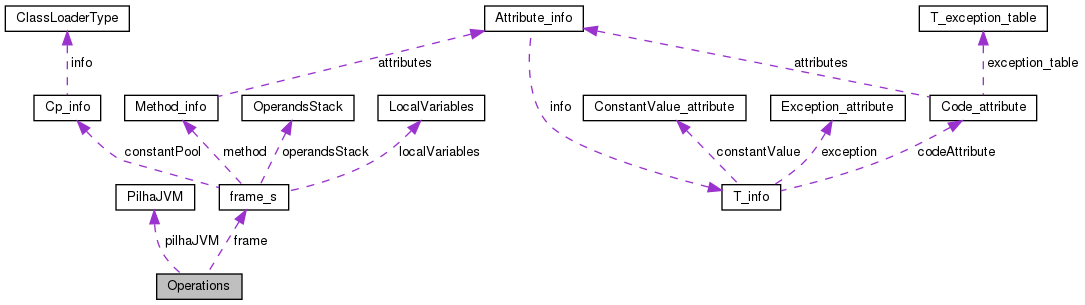 ClassLoaderType
Attribute_info
T_exception_table
info
attributes
attributes
exception_table
Cp_info
Method_info
OperandsStack
LocalVariables
info
ConstantValue_attribute
Exception_attribute
Code_attribute
constantPool
method
operandsStack
localVariables
constantValue
exception
codeAttribute
PilhaJVM
frame_s
T_info
pilhaJVM
frame
Operations